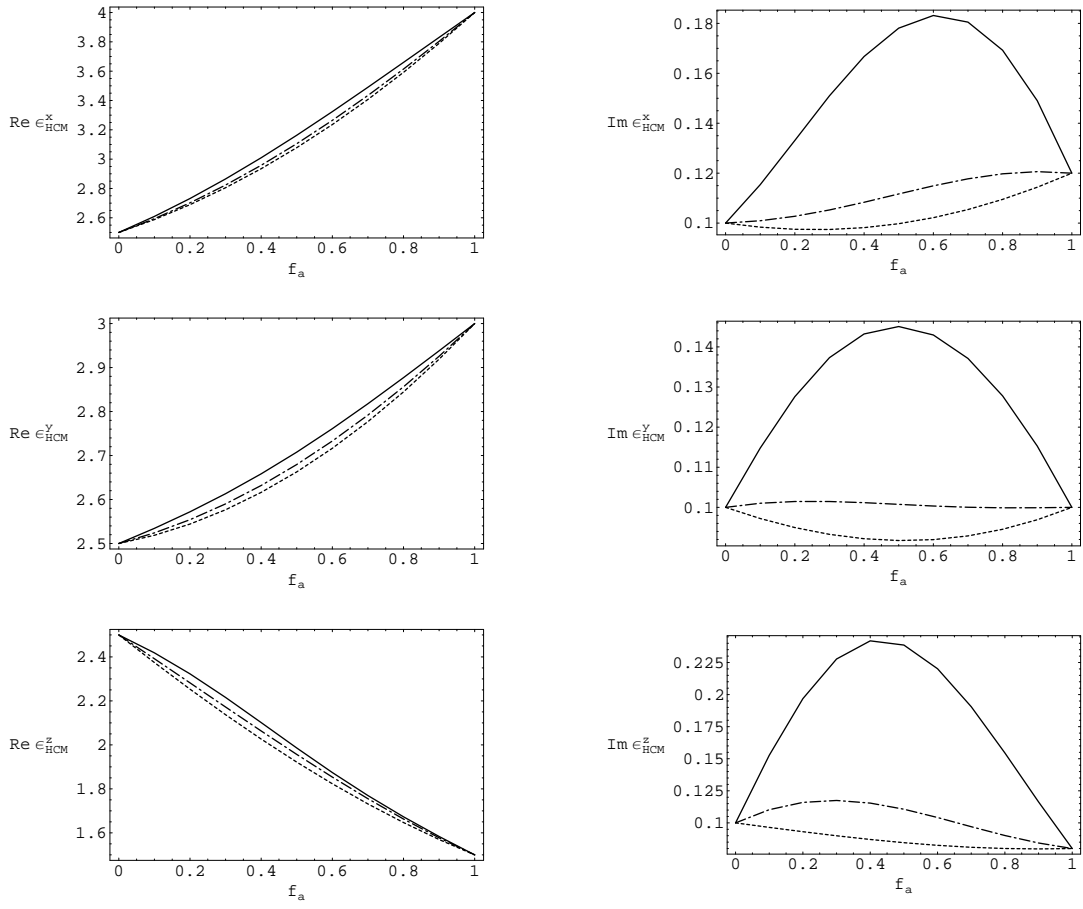 4
3.8
3.6
3.4
Re ϵ^x_HCM 3.2
3
2.8
2.6
0 0.2 0.4 0.6 0.8 1
f_a
0.18
0.16
Im ϵ^x_HCM 0.14
0.12
0.1
0 0.2 0.4 0.6 0.8 1
f_a
3
2.9
2.8
Re ϵ^y_HCM
2.7
2.6
2.5
0 0.2 0.4 0.6 0.8 1
f_a
0.14
0.13
Im ϵ^y_HCM 0.12
0.11
0.1
0 0.2 0.4 0.6 0.8 1
f_a
2.4
2.2
Re ϵ^z_HCM 2
1.8
1.6
0 0.2 0.4 0.6 0.8 1
f_a
0.225
0.2
0.175
Im ϵ^z_HCM
0.15
0.125
0.1
0 0.2 0.4 0.6 0.8 1
f_a